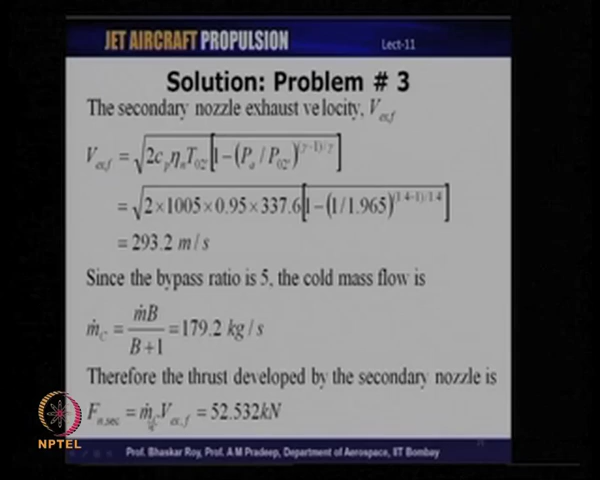 JET AIRCRAFT PROPULSION Lect-11
Solution: Problem # 3
The secondary nozzle exhaust velocity, V_ex,f
V_ex,f = √(2c_p η_n T_02' [1−(P_a / P_02')^((γ−1)/γ)])
= √(2×1005×0.95×337.6[1−(1/1.965)^((1.4−1)/1.4)])
= 293.2 m/s
Since the bypass ratio is 5, the cold mass flow is
ṁ_C = ṁB / (B+1) = 179.2 kg/s
Therefore the thrust developed by the secondary nozzle is
F_n,sec = ṁ_C V_ex,f = 52.532kN
NPTEL
Prof. Bhaskar Roy, Prof. A M Pradeep, Department of Aerospace, IIT Bombay